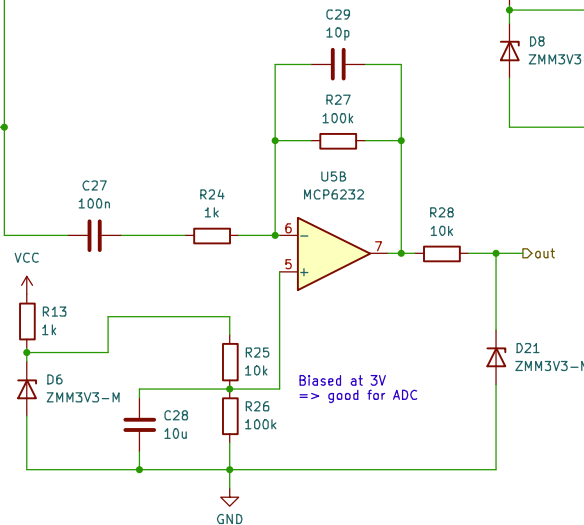 C29
10p
D8
ZMM3V3
R27
100k
U5B
MCP6232
C27
100n
R24
1k
6
−
7
5
+
R28
10k
out
VCC
R13
1k
R25
10k
D6
ZMM3V3-M
Biased at 3V
=> good for ADC
D21
ZMM3V3-M
C28
10u
R26
100k
GND